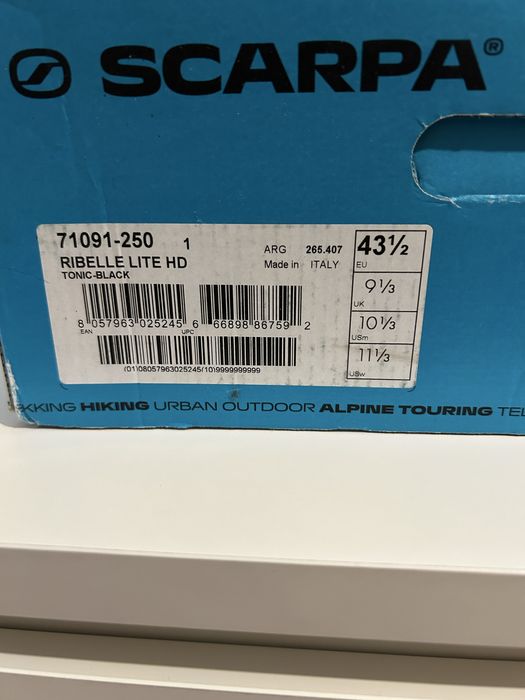 SCARPA®
71091-250 1
RIBELLE LITE HD
TONIC-BLACK
ARG 265.407
Made in ITALY
43½
EU
9⅓
UK
10⅓
USm
11⅓
USw
8 057963 025245 6 66898 86759 2
EAN UPC
(01)08057963025245(10)9999999999
KKING HIKING URBAN OUTDOOR ALPINE TOURING TEL